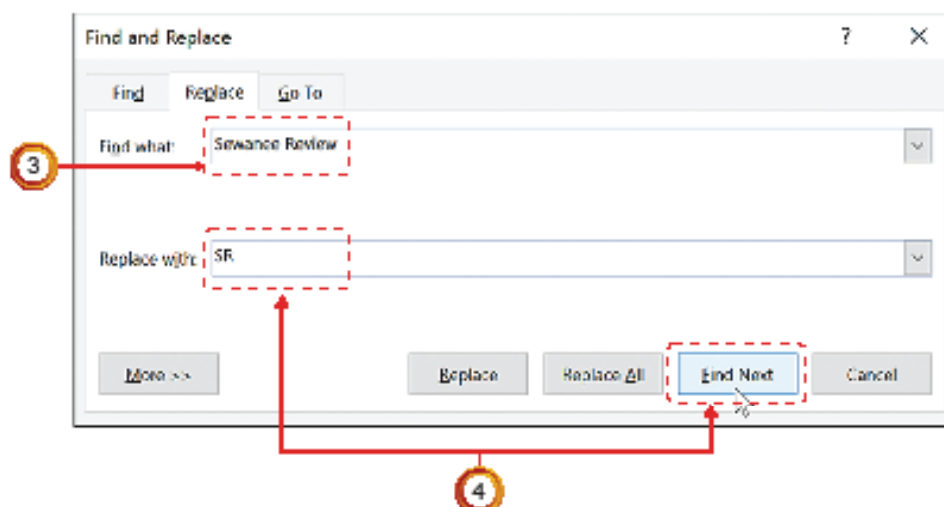 Find and Replace ?
Find Replace Go To
3
Find what: Sewanee Review
Replace with: SR
More >> Replace Replace All Find Next Cancel
4